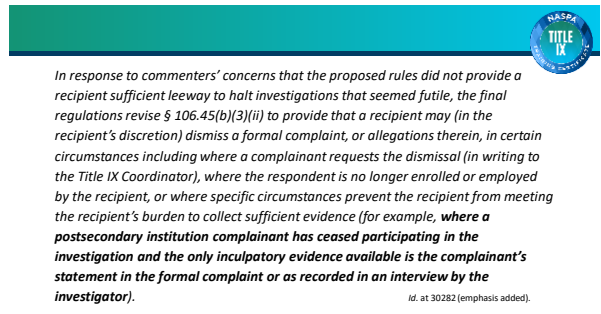 NASPA
TITLE
IX
TRAINING CERTIFICATE
In response to commenters’ concerns that the proposed rules did not provide a
recipient sufficient leeway to halt investigations that seemed futile, the final
regulations revise § 106.45(b)(3)(ii) to provide that a recipient may (in the
recipient’s discretion) dismiss a formal complaint, or allegations therein, in certain
circumstances including where a complainant requests the dismissal (in writing to
the Title IX Coordinator), where the respondent is no longer enrolled or employed
by the recipient, or where specific circumstances prevent the recipient from meeting
the recipient’s burden to collect sufficient evidence (for example, where a
postsecondary institution complainant has ceased participating in the
investigation and the only inculpatory evidence available is the complainant’s
statement in the formal complaint or as recorded in an interview by the
investigator).
Id. at 30282 (emphasis added).